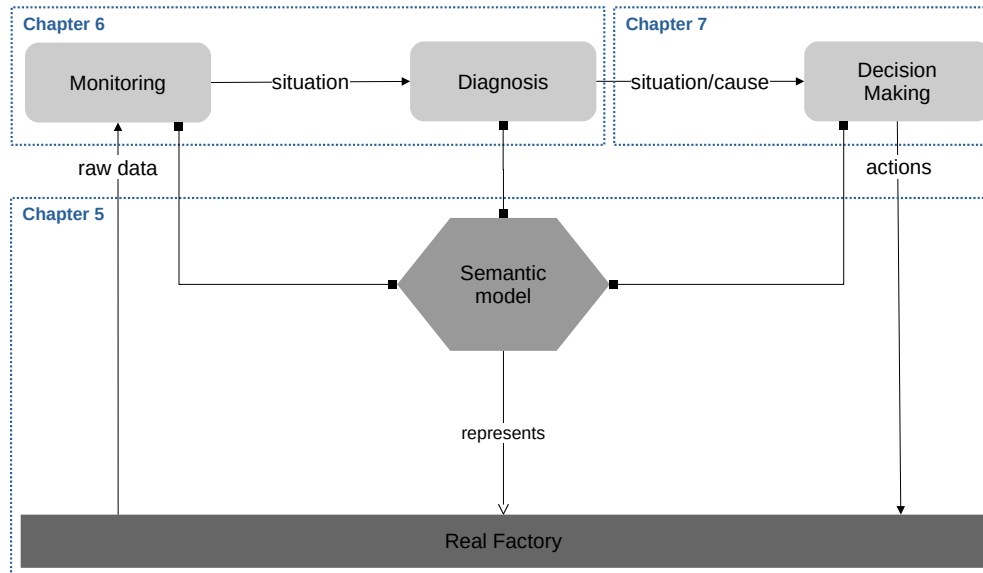 Chapter 6
Chapter 7
Monitoring
situation
Diagnosis
situation/cause
Decision
Making
raw data
actions
Chapter 5
Semantic
model
represents
Real Factory